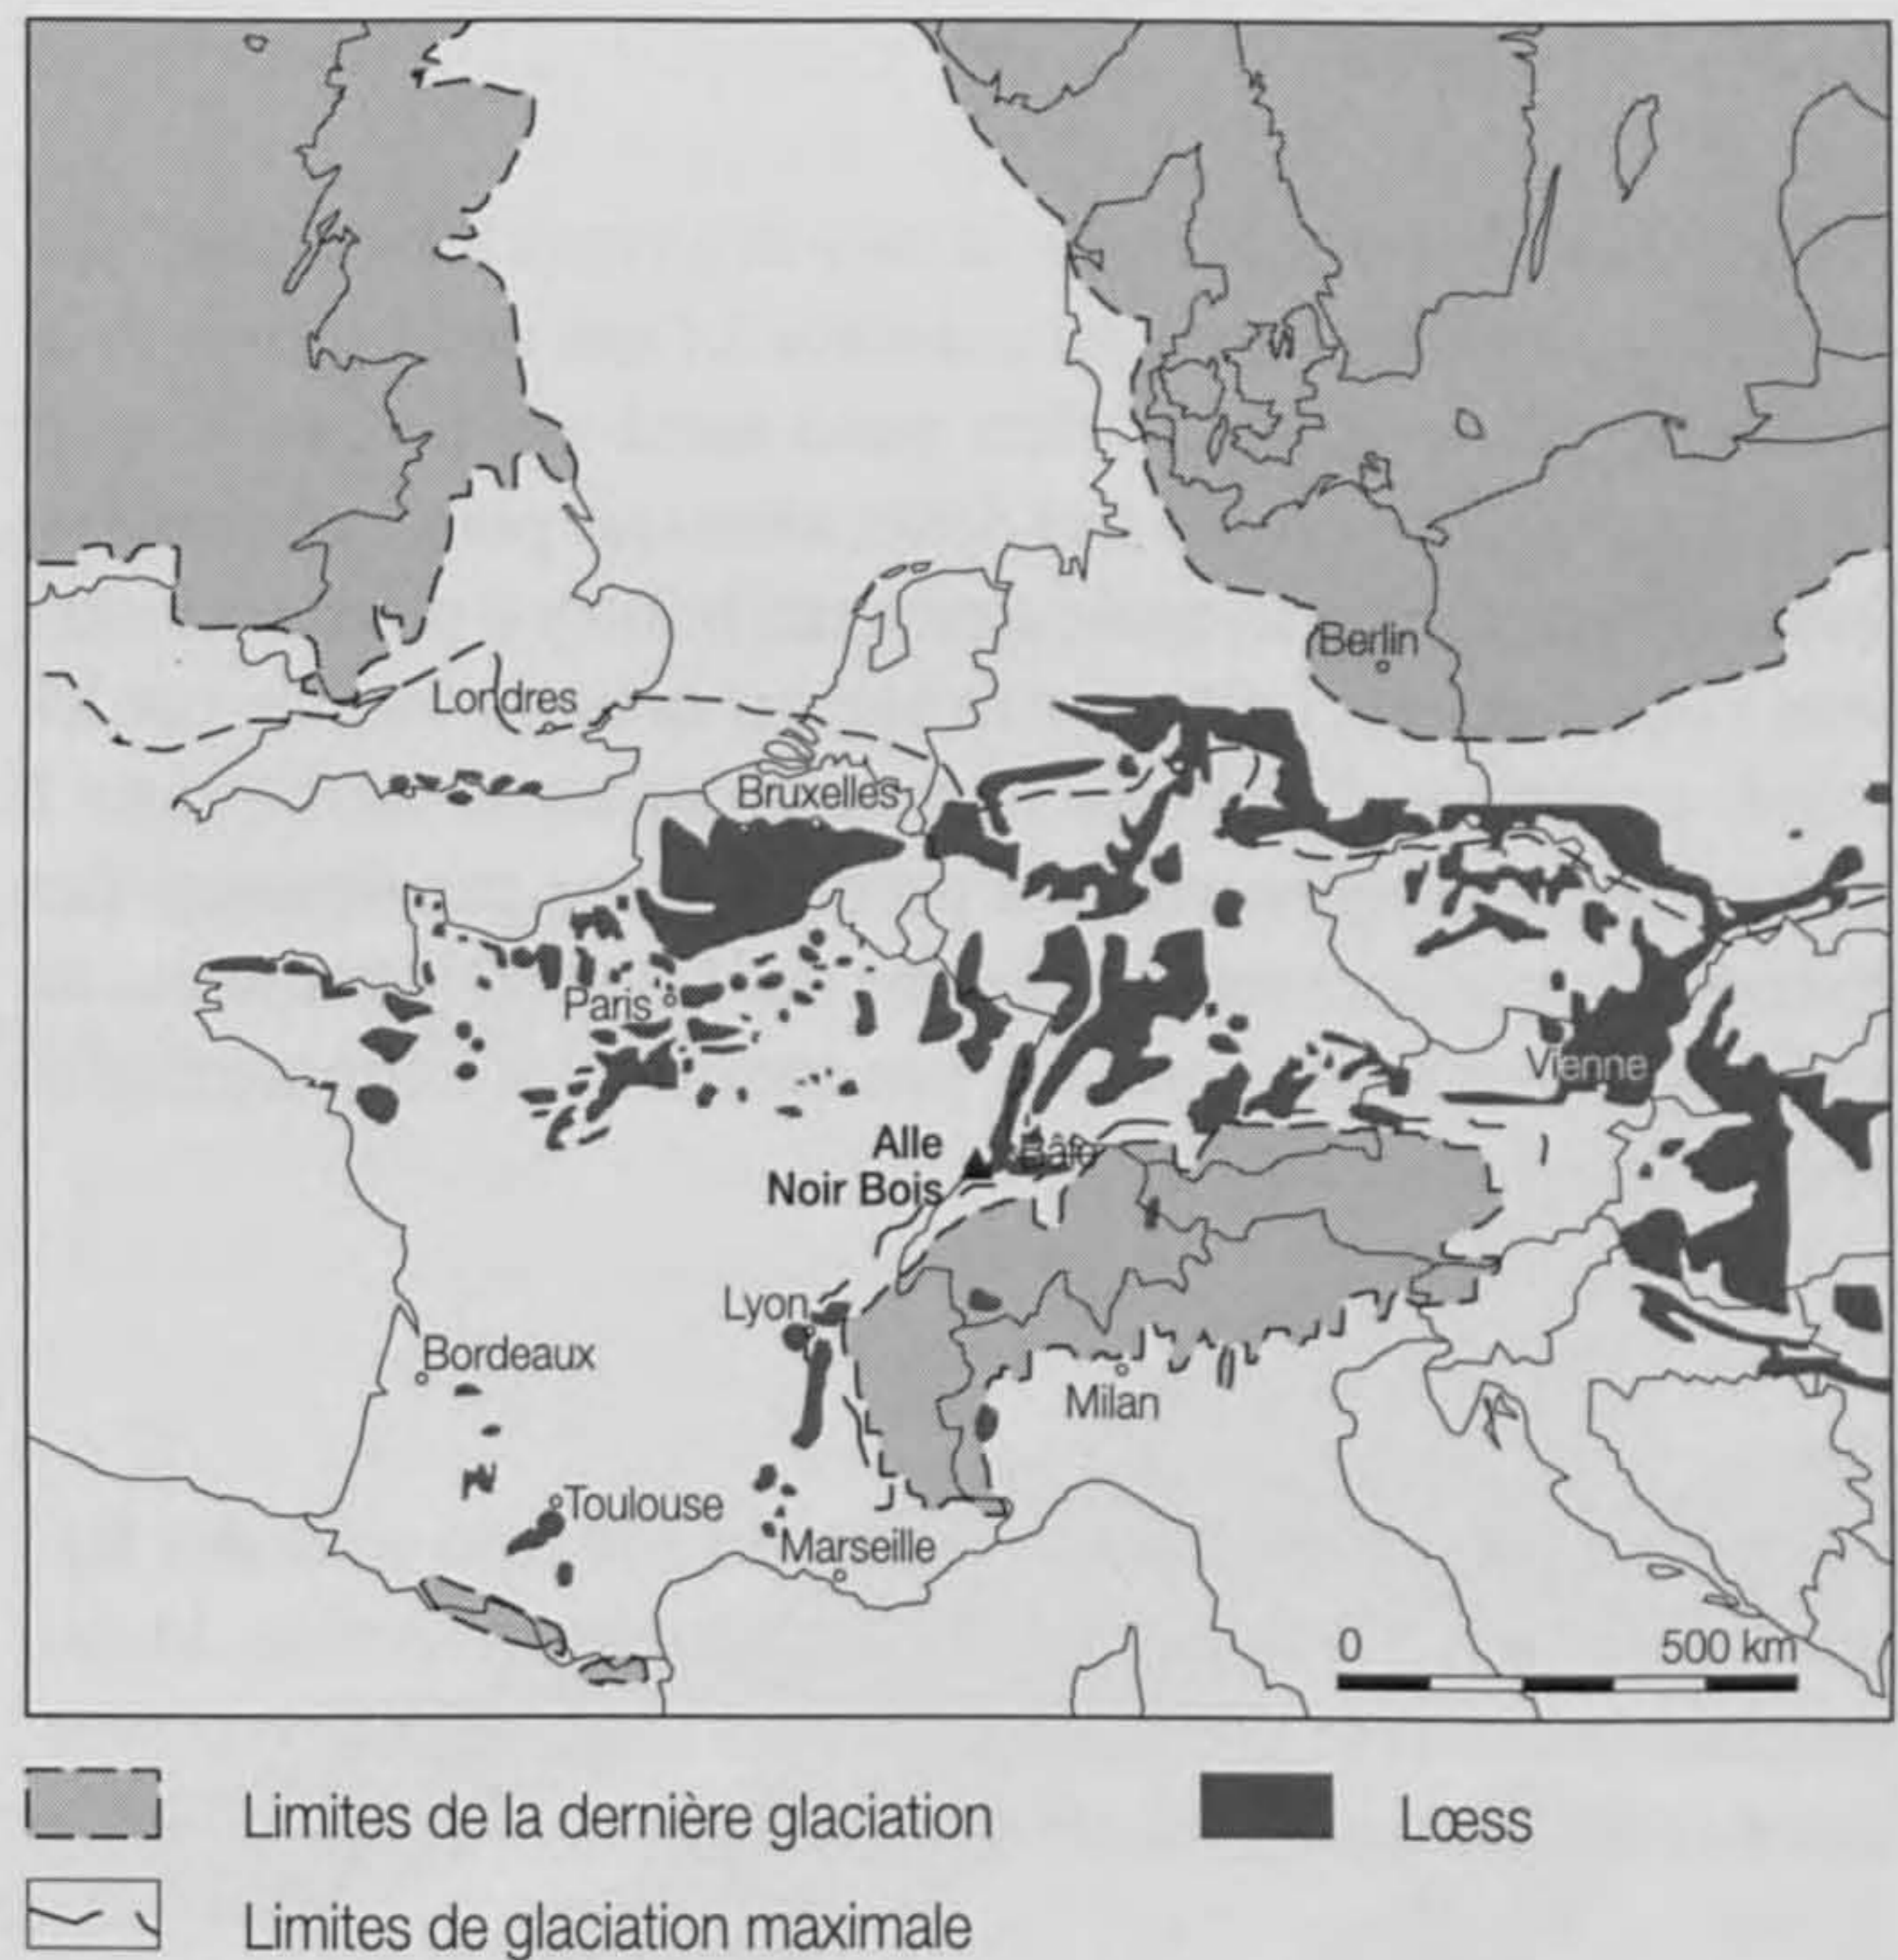 Berlin
Londres
Bruxelles
Paris
Vienne
Alle
Noir Bois
Bâle
Lyon
Bordeaux
Milan
Toulouse
Marseille
0 500 km
Limites de la dernière glaciation
Lœss
Limites de glaciation maximale